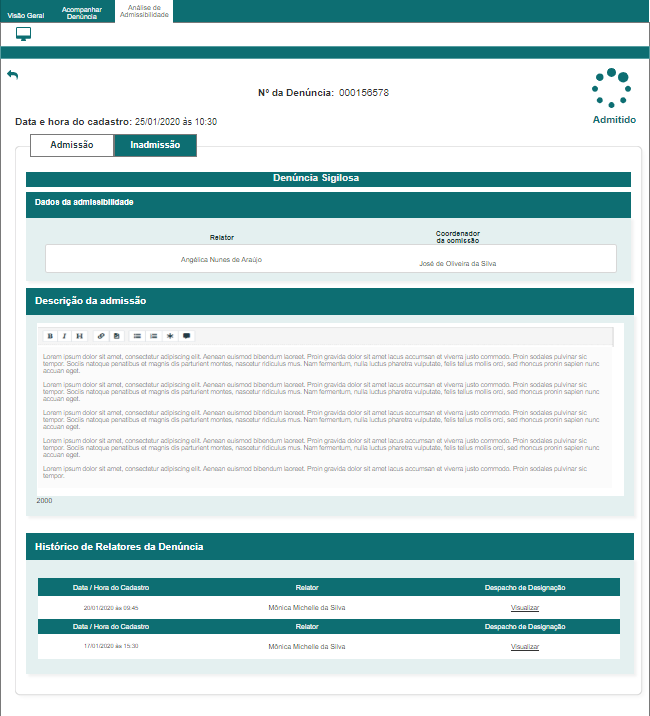 Visão Geral
Acompanhar
Denúncia
Análise de
Admissibilidade
Nº da Denúncia: 000156578
Admitido
Data e hora do cadastro: 25/01/2020 ás 10:30
Admissão
Inadmissão
Denúncia Sigilosa
Dados da admissibilidade
Relator
Coordenador
da comissão
Angélica Nunes de Araújo
José de Oliveira da Silva
Descrição da admissão
B I H
Lorem ipsum dolor sit amet, consectetur adipiscing elit. Aenean euismod bibendum laoreet. Proin gravida dolor sit amet lacus accumsan et viverra justo commodo. Proin sodales pulvinar sic
tempor. Sociis natoque penatibus et magnis dis parturient montes, nascetur ridiculus mus. Nam fermentum, nulla luctus pharetra vulputate, felis tellus mollis orci, sed rhoncus pronin sapien nunc
accuan eget.
Lorem ipsum dolor sit amet, consectetur adipiscing elit. Aenean euismod bibendum laoreet. Proin gravida dolor sit amet lacus accumsan et viverra justo commodo. Proin sodales pulvinar sic
tempor. Sociis natoque penatibus et magnis dis parturient montes, nascetur ridiculus mus. Nam fermentum, nulla luctus pharetra vulputate, felis tellus mollis orci, sed rhoncus pronin sapien nunc
accuan eget.
Lorem ipsum dolor sit amet, consectetur adipiscing elit. Aenean euismod bibendum laoreet. Proin gravida dolor sit amet lacus accumsan et viverra justo commodo. Proin sodales pulvinar sic
tempor. Sociis natoque penatibus et magnis dis parturient montes, nascetur ridiculus mus. Nam fermentum, nulla luctus pharetra vulputate, felis tellus mollis orci, sed rhoncus pronin sapien nunc
accuan eget.
Lorem ipsum dolor sit amet, consectetur adipiscing elit. Aenean euismod bibendum laoreet. Proin gravida dolor sit amet lacus accumsan et viverra justo commodo. Proin sodales pulvinar sic
tempor. Sociis natoque penatibus et magnis dis parturient montes, nascetur ridiculus mus. Nam fermentum, nulla luctus pharetra vulputate, felis tellus mollis orci, sed rhoncus pronin sapien nunc
accuan eget.
Lorem ipsum dolor sit amet, consectetur adipiscing elit. Aenean euismod bibendum laoreet. Proin gravida dolor sit amet lacus accumsan et viverra justo commodo. Proin sodales pulvinar sic
tempor.
2000
Histórico de Relatores da Denúncia
Data / Hora do Cadastro Relator Despacho de Designação
20/01/2020 ás 09:45 Mônica Michelle da Silva Visualizar
Data / Hora do Cadastro Relator Despacho de Designação
17/01/2020 ás 15:30 Mônica Michelle da Silva Visualizar